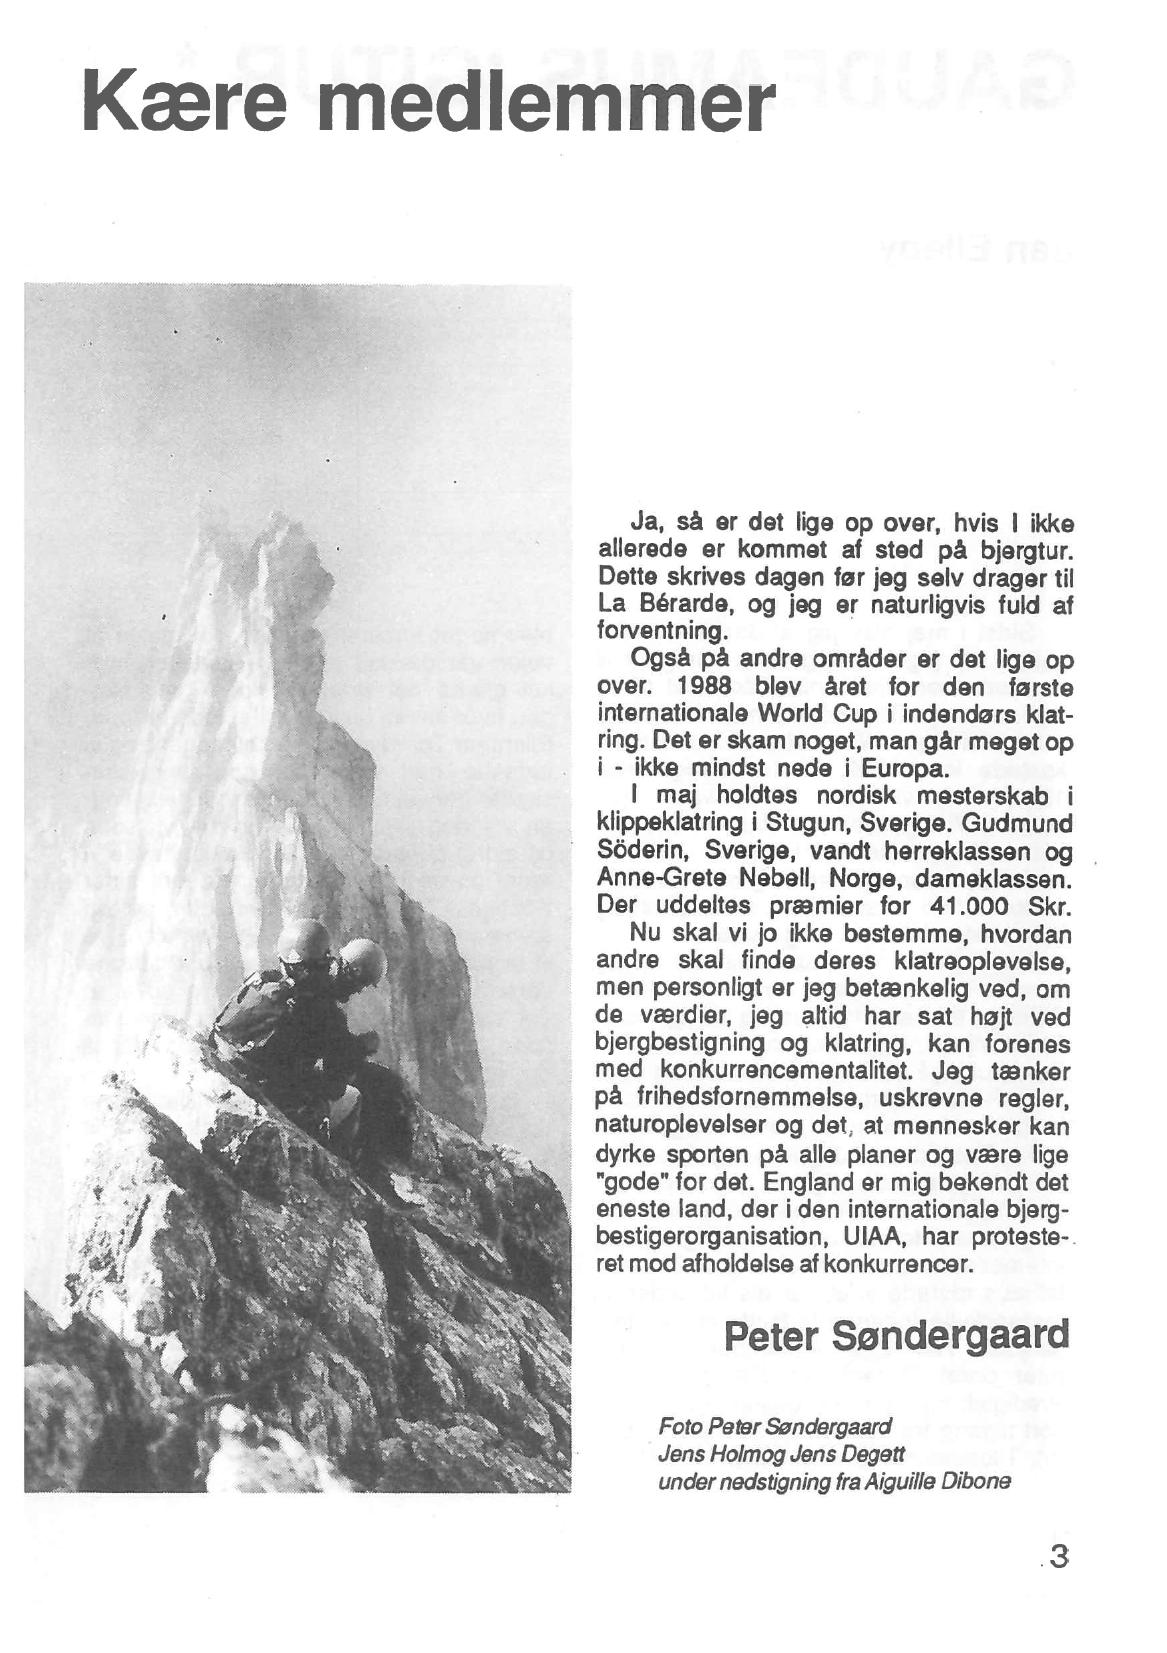 Kære medlemmer
Ja, så er det lige op over, hvis I ikke
allerede er kommet af sted på bjergtur.
Dette skrives dagen før jeg selv drager til
La Bérarde, og jeg er naturligvis fuld af
forventning.
Også på andre områder er det lige op
over. 1988 blev året for den første
internationale World Cup i indendørs klat-
ring. Det er skam noget, man går meget op
i - ikke mindst nede i Europa.
I maj holdtes nordisk mesterskab i
klippeklatring i Stugun, Sverige. Gudmund
Söderin, Sverige, vandt herreklassen og
Anne-Grete Nebell, Norge, dameklassen.
Der uddeltes præmier for 41.000 Skr.
Nu skal vi jo ikke bestemme, hvordan
andre skal finde deres klatreoplevelse,
men personligt er jeg betænkelig ved, om
de værdier, jeg altid har sat højt ved
bjergbestigning og klatring, kan forenes
med konkurrencementalitet. Jeg tænker
på frihedsfornemmelse, uskrevne regler,
naturoplevelser og det, at mennesker kan
dyrke sporten på alle planer og være lige
"gode" for det. England er mig bekendt det
eneste land, der i den internationale bjerg-
bestigerorganisation, UIAA, har proteste-
ret mod afholdelse af konkurrencer.
Peter Søndergaard
Foto Peter Søndergaard
Jens Holmog Jens Degett
under nedstigning fra Aiguille Dibone
3